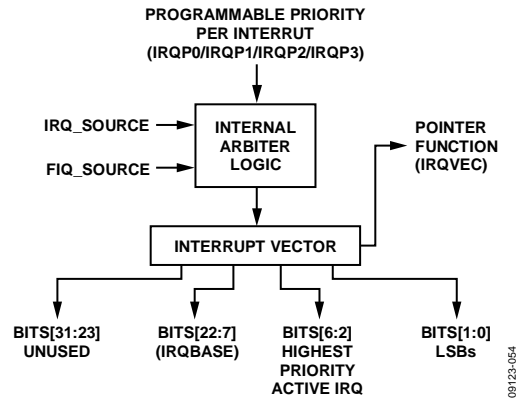 PROGRAMMABLE PRIORITY
PER INTERRUT
(IRQP0/IRQP1/IRQP2/IRQP3)
IRQ_SOURCE
FIQ_SOURCE
INTERNAL
ARBITER
LOGIC
POINTER
FUNCTION
(IRQVEC)
INTERRUPT VECTOR
BITS[31:23]
UNUSED
BITS[22:7]
(IRQBASE)
BITS[6:2]
HIGHEST
PRIORITY
ACTIVE IRQ
BITS[1:0]
LSBs
09123-054